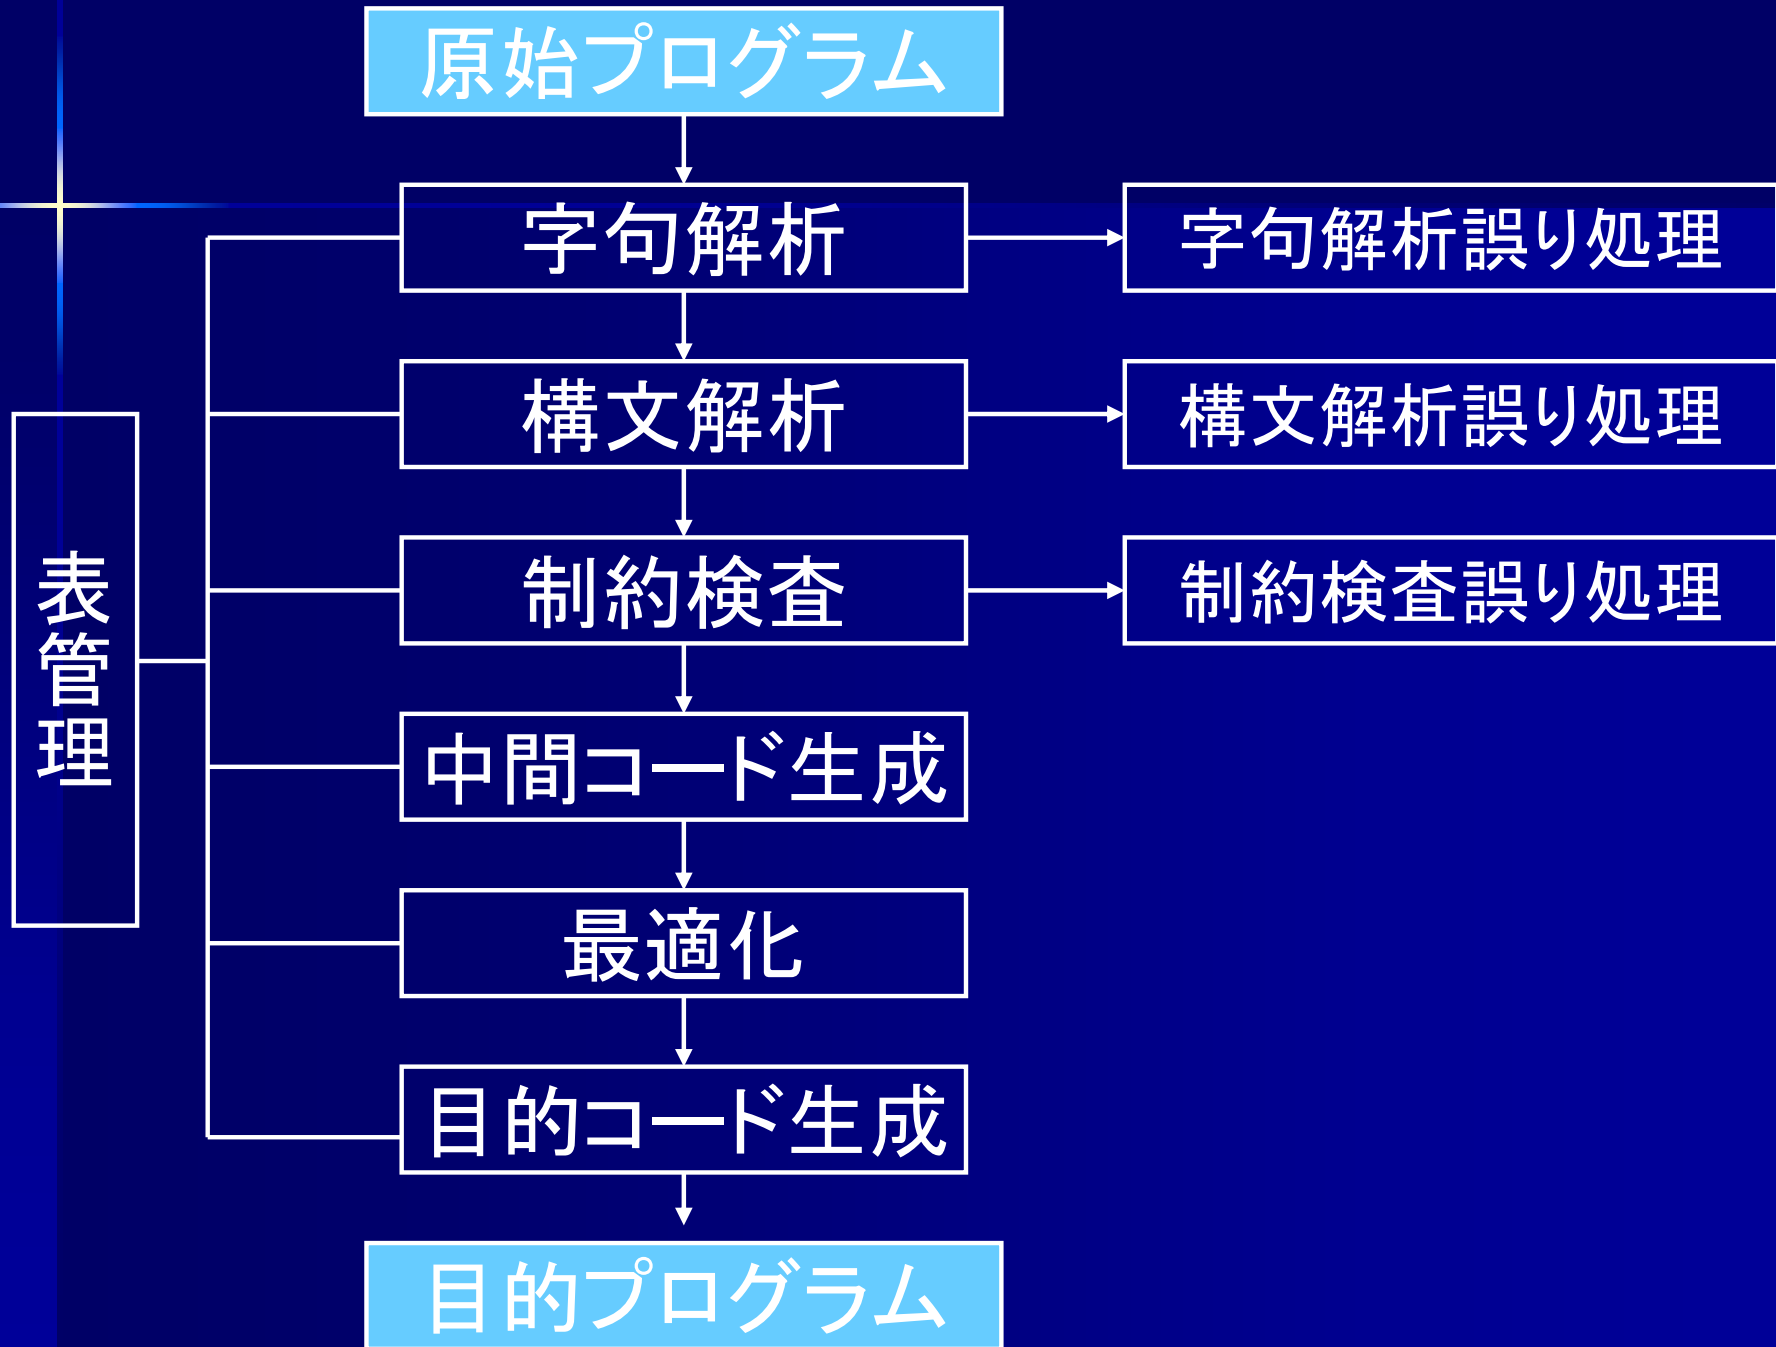 原始プログラム
字句解析
字句解析誤り処理
構文解析
構文解析誤り処理
制約検査
制約検査誤り処理
表管理
中間コード生成
最適化
目的コード生成
目的プログラム